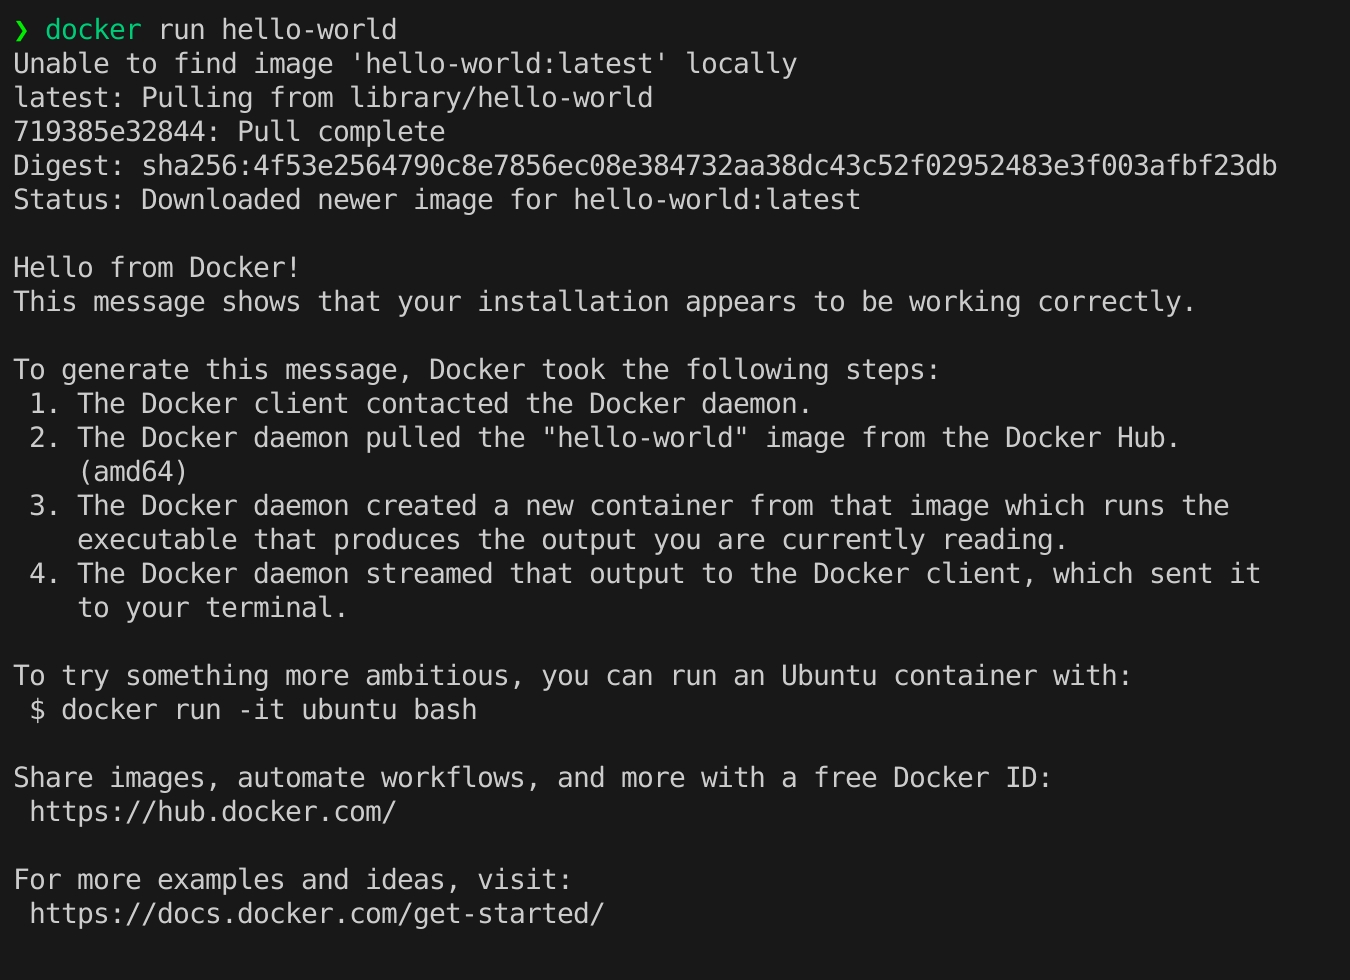 ❯ docker run hello-world
Unable to find image 'hello-world:latest' locally
latest: Pulling from library/hello-world
719385e32844: Pull complete
Digest: sha256:4f53e2564790c8e7856ec08e384732aa38dc43c52f02952483e3f003afbf23db
Status: Downloaded newer image for hello-world:latest

Hello from Docker!
This message shows that your installation appears to be working correctly.

To generate this message, Docker took the following steps:
 1. The Docker client contacted the Docker daemon.
 2. The Docker daemon pulled the "hello-world" image from the Docker Hub.
    (amd64)
 3. The Docker daemon created a new container from that image which runs the
    executable that produces the output you are currently reading.
 4. The Docker daemon streamed that output to the Docker client, which sent it
    to your terminal.

To try something more ambitious, you can run an Ubuntu container with:
 $ docker run -it ubuntu bash

Share images, automate workflows, and more with a free Docker ID:
 https://hub.docker.com/

For more examples and ideas, visit:
 https://docs.docker.com/get-started/